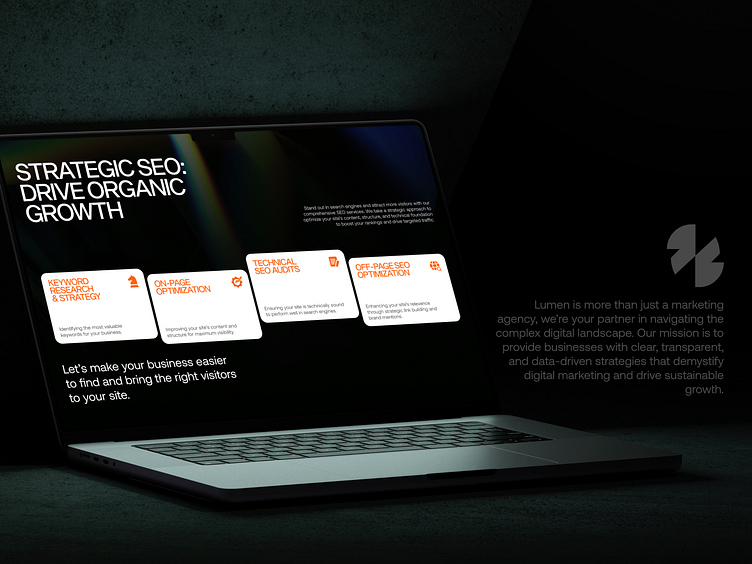 STRATEGIC SEO:
DRIVE ORGANIC
GROWTH
Stand out in search engines and attract more visitors with our
comprehensive SEO services. We take a strategic approach to
optimize your site's content, structure, and technical foundation
to boost your rankings and drive targeted traffic.
KEYWORD
RESEARCH
& STRATEGY
Identifying the most valuable
keywords for your business.
ON-PAGE
OPTIMIZATION
Improving your site's content and
structure for maximum visibility.
TECHNICAL
SEO AUDITS
Ensuring your site is technically sound
to perform well in search engines.
OFF-PAGE SEO
OPTIMIZATION
Enhancing your site's relevance
through strategic link building and
brand mentions.
Let's make your business easier
to find and bring the right visitors
to your site.
Lumen is more than just a marketing
agency, we're your partner in navigating the
complex digital landscape. Our mission is to
provide businesses with clear, transparent,
and data-driven strategies that demystify
digital marketing and drive sustainable
growth.